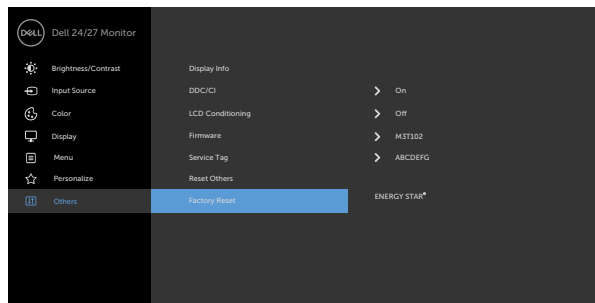 DELL Dell 24/27 Monitor
Brightness/Contrast Display Info
Input Source DDC/CI On
Color LCD Conditioning Off
Display Firmware M3T102
Menu Service Tag ABCDEFG
Personalize Reset Others
Others Factory Reset ENERGY STAR®